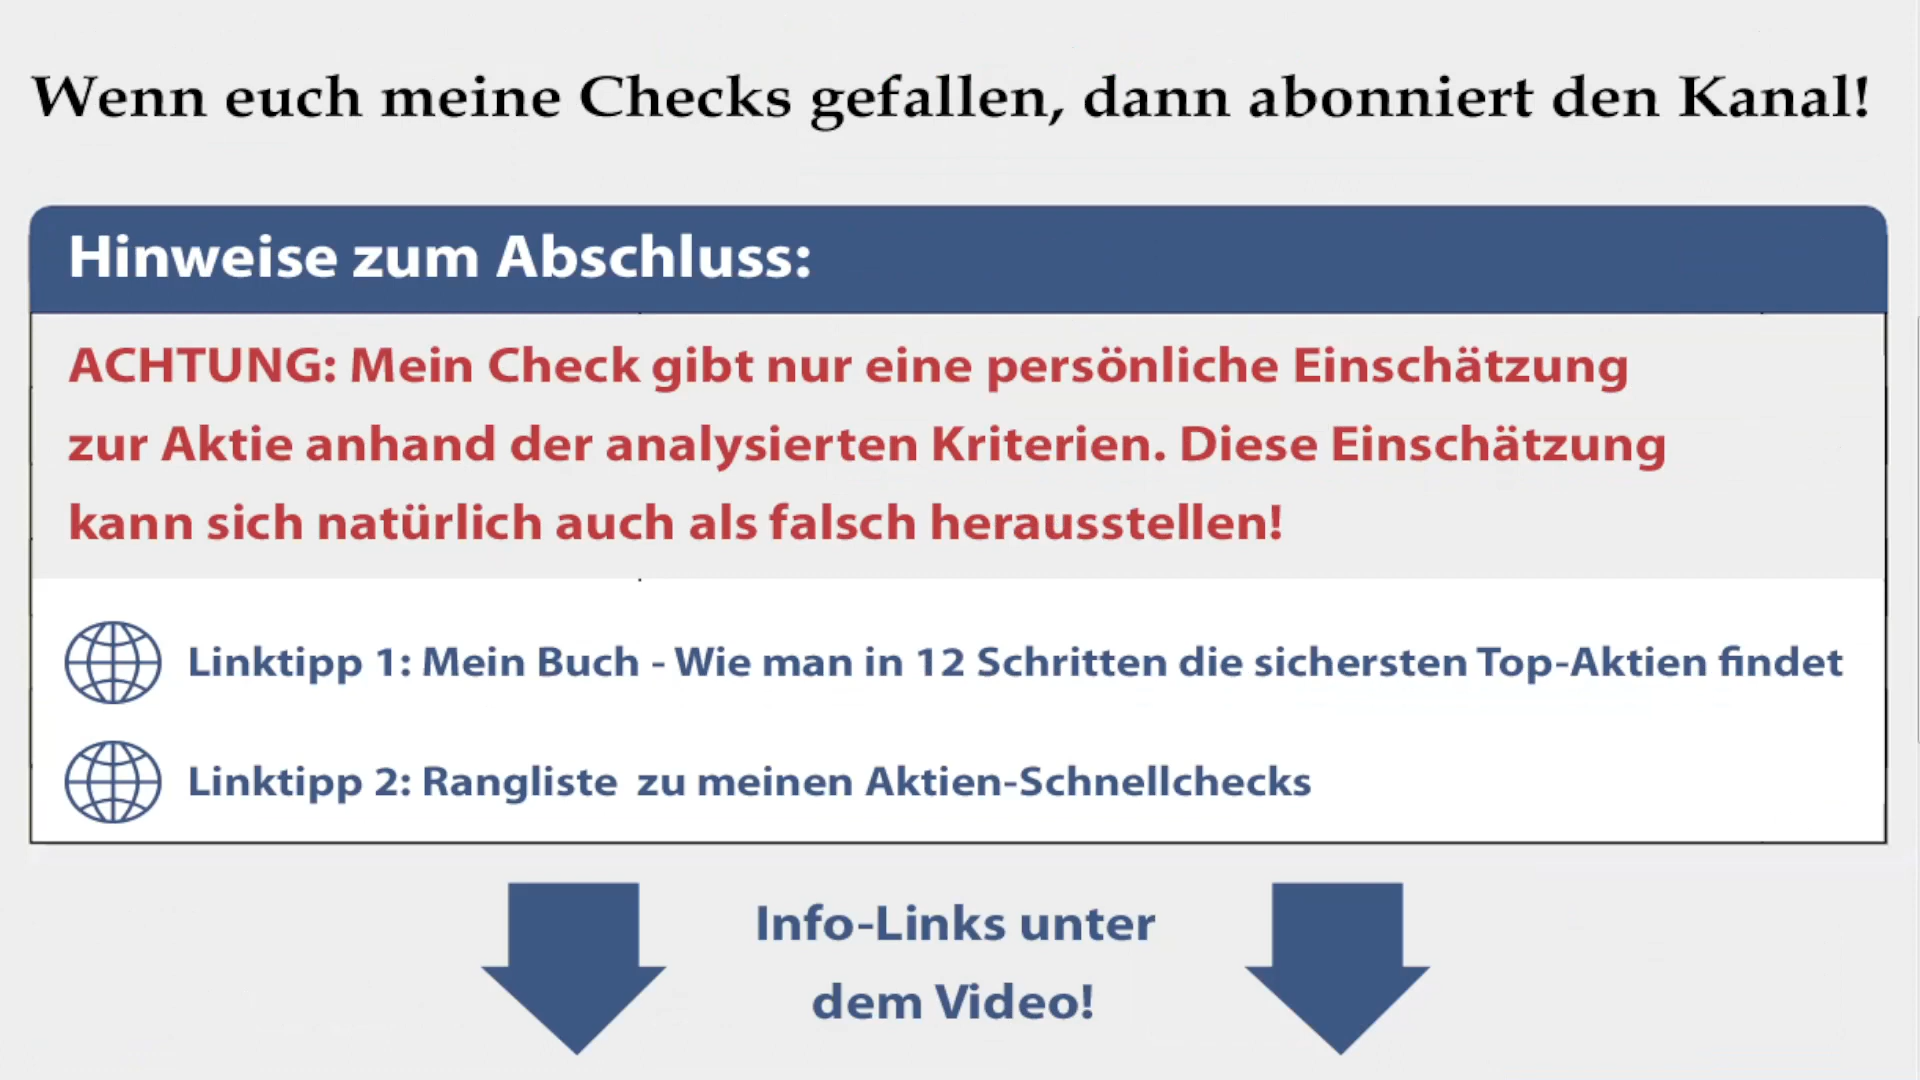 Wenn euch meine Checks gefallen, dann abonniert den Kanal!
Hinweise zum Abschluss:
ACHTUNG: Mein Check gibt nur eine persönliche Einschätzung
zur Aktie anhand der analysierten Kriterien. Diese Einschätzung
kann sich natürlich auch als falsch herausstellen!
Linktipp 1: Mein Buch - Wie man in 12 Schritten die sichersten Top-Aktien findet
Linktipp 2: Rangliste zu meinen Aktien-Schnellchecks
Info-Links unter
dem Video!